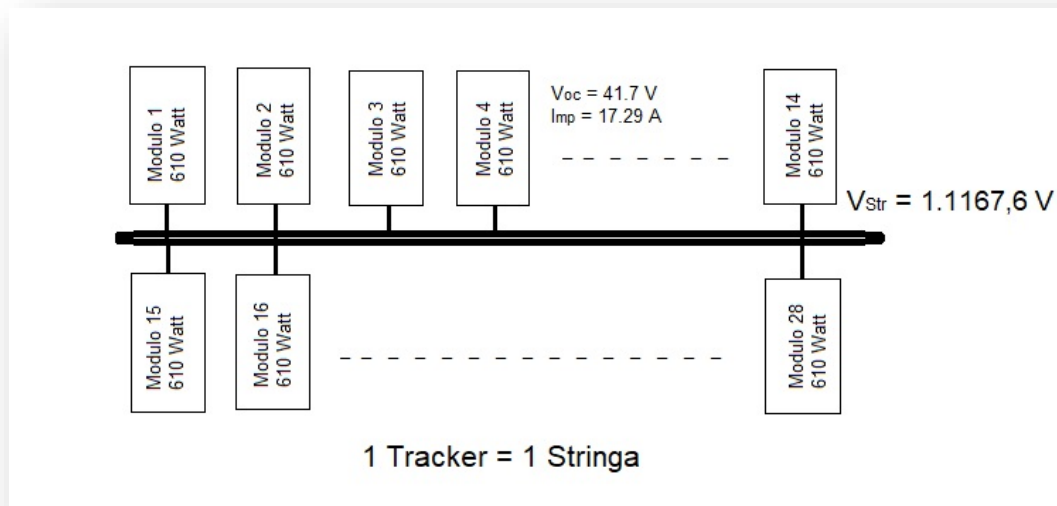 Modulo 1
610 Watt
Modulo 2
610 Watt
Modulo 3
610 Watt
Modulo 4
610 Watt
Voc = 41.7 V
Imp = 17.29 A
Modulo 14
610 Watt
VStr = 1.1167,6 V
Modulo 15
610 Watt
Modulo 16
610 Watt
Modulo 28
610 Watt
1 Tracker = 1 Stringa